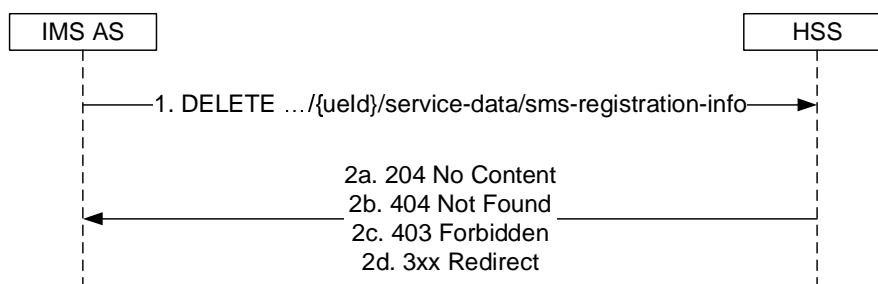 IMS AS
HSS
1. DELETE …/{ueId}/service-data/sms-registration-info
2a. 204 No Content
2b. 404 Not Found
2c. 403 Forbidden
2d. 3xx Redirect